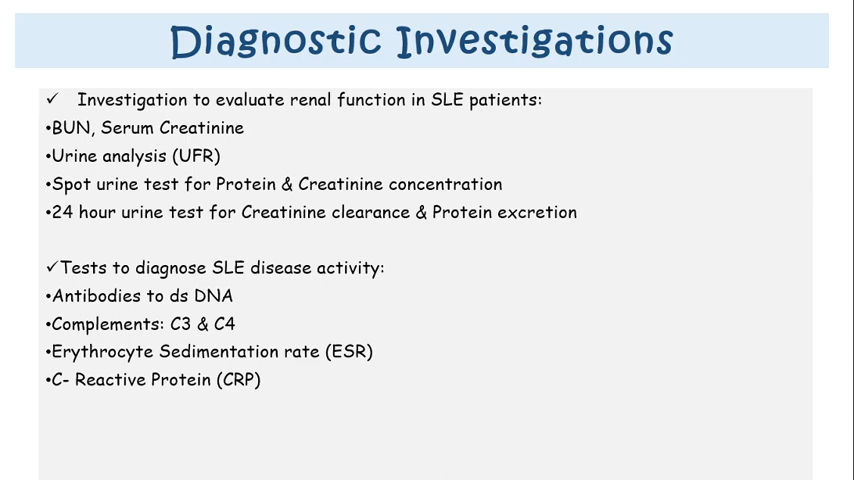 Diagnostic Investigations
✓ Investigation to evaluate renal function in SLE patients:
•BUN, Serum Creatinine
•Urine analysis (UFR)
•Spot urine test for Protein & Creatinine concentration
•24 hour urine test for Creatinine clearance & Protein excretion
✓Tests to diagnose SLE disease activity:
•Antibodies to ds DNA
•Complements: C3 & C4
•Erythrocyte Sedimentation rate (ESR)
•C- Reactive Protein (CRP)